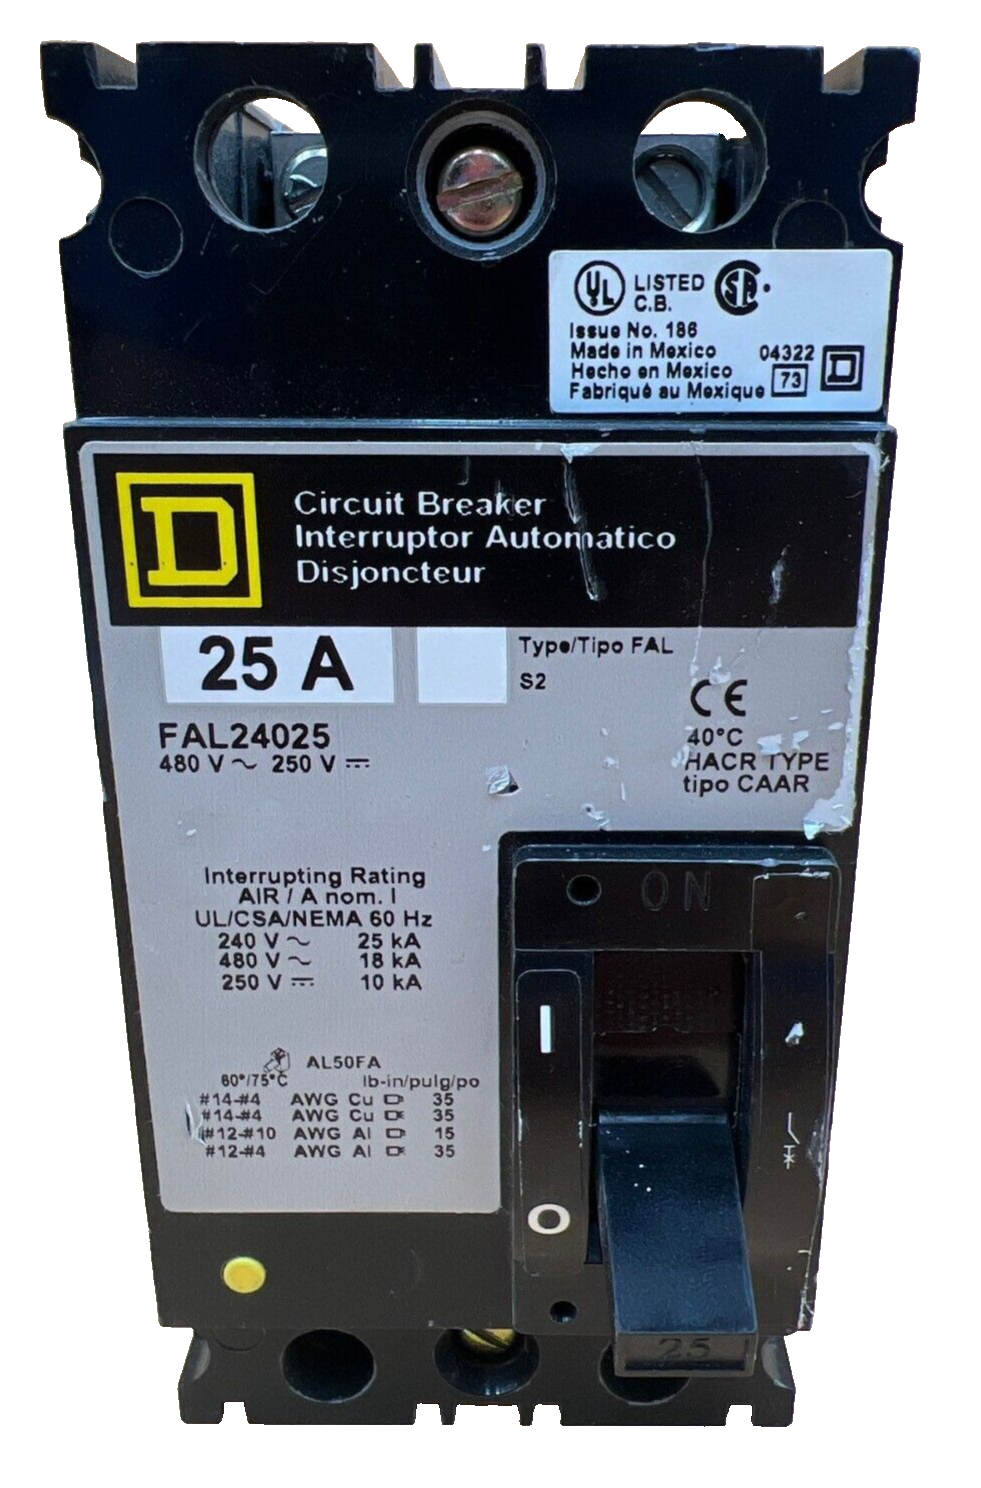 UL LISTED
C.B. SA
Issue No. 186
Made in Mexico 04322
Hecho en Mexico 73
Fabriqué au Mexique D
D
Circuit Breaker
Interruptor Automatico
Disjoncteur
25 A
Type/Tipo FAL
S2
FAL24025
480 V ~ 250 V ⎓
CE
40°C
HACR TYPE
tipo CAAR
Interrupting Rating
AIR / A nom. I
UL/CSA/NEMA 60 Hz
240 V ~ 25 kA
480 V ~ 18 kA
250 V ⎓ 10 kA
AL50FA
60°/75°C lb-in/pulg/po
#14-#4 AWG Cu 35
#14-#4 AWG Cu 35
#12-#10 AWG Al 15
#12-#4 AWG Al 35
ON
I
O
25